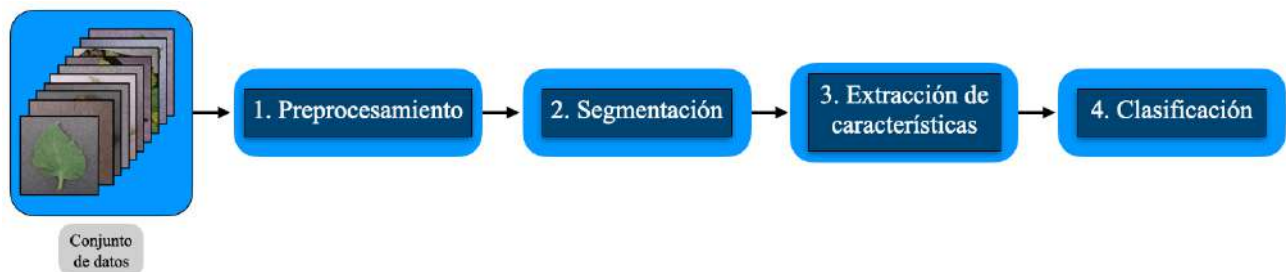 1. Preprocesamiento
2. Segmentación
3. Extracción de
características
4. Clasificación
Conjunto
de datos